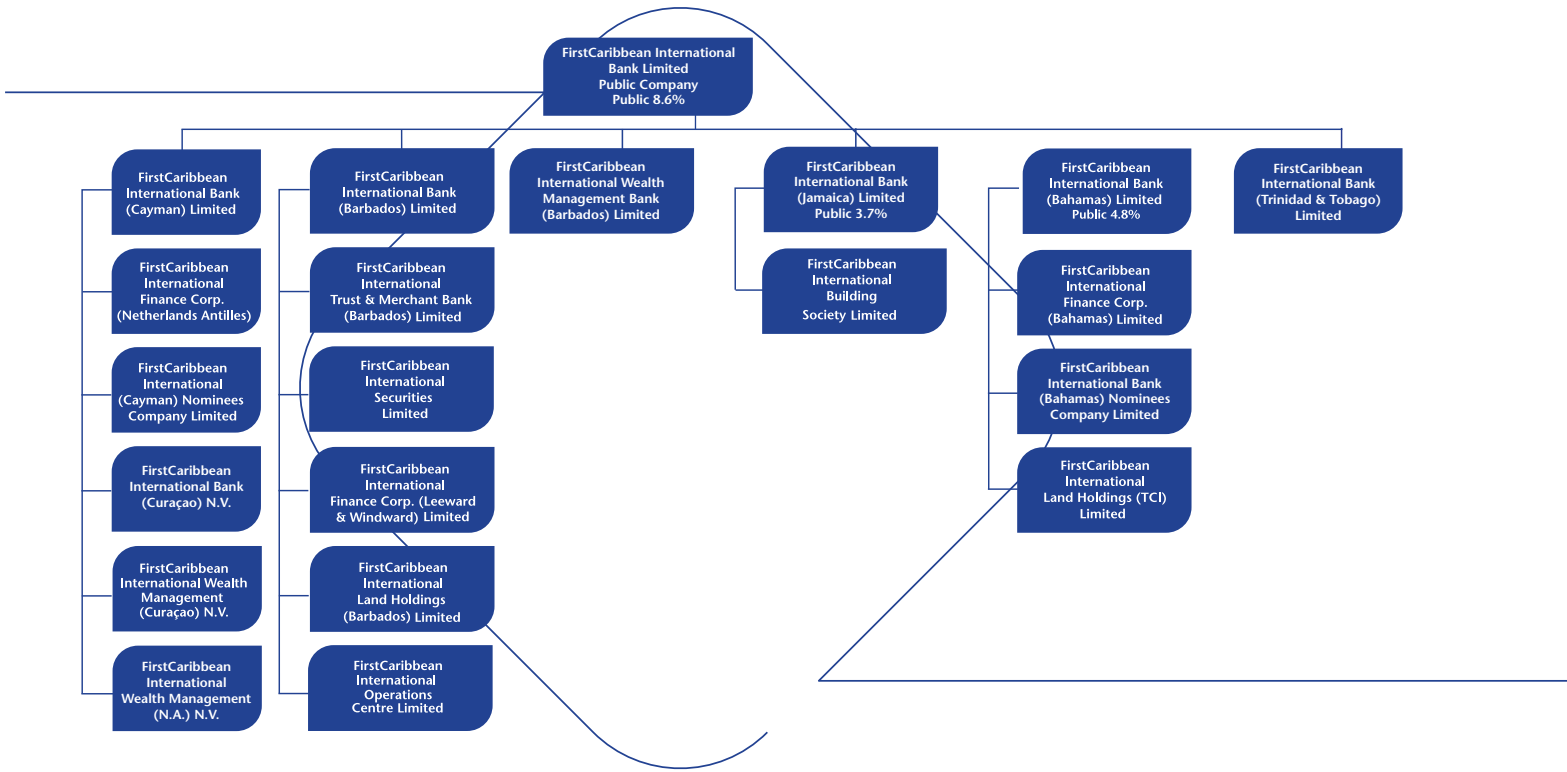 FirstCaribbean International
Bank Limited
Public Company
Public 8.6%
FirstCaribbean
International Bank
(Cayman) Limited
FirstCaribbean
International
Finance Corp.
(Netherlands Antilles)
FirstCaribbean
International
(Cayman) Nominees
Company Limited
FirstCaribbean
International Bank
(Curaçao) N.V.
FirstCaribbean
International Wealth
Management
(Curaçao) N.V.
FirstCaribbean
International
Wealth Management
(N.A.) N.V.
FirstCaribbean
International Bank
(Barbados) Limited
FirstCaribbean
International
Trust & Merchant Bank
(Barbados) Limited
FirstCaribbean
International
Securities
Limited
FirstCaribbean
International
Finance Corp. (Leeward
& Windward) Limited
FirstCaribbean
International
Land Holdings
(Barbados) Limited
FirstCaribbean
International
Operations
Centre Limited
FirstCaribbean
International Wealth
Management Bank
(Barbados) Limited
FirstCaribbean
International Bank
(Jamaica) Limited
Public 3.7%
FirstCaribbean
International
Building
Society Limited
FirstCaribbean
International Bank
(Bahamas) Limited
Public 4.8%
FirstCaribbean
International
Finance Corp.
(Bahamas) Limited
FirstCaribbean
International Bank
(Bahamas) Nominees
Company Limited
FirstCaribbean
International
Land Holdings (TCI)
Limited
FirstCaribbean
International Bank
(Trinidad & Tobago)
Limited